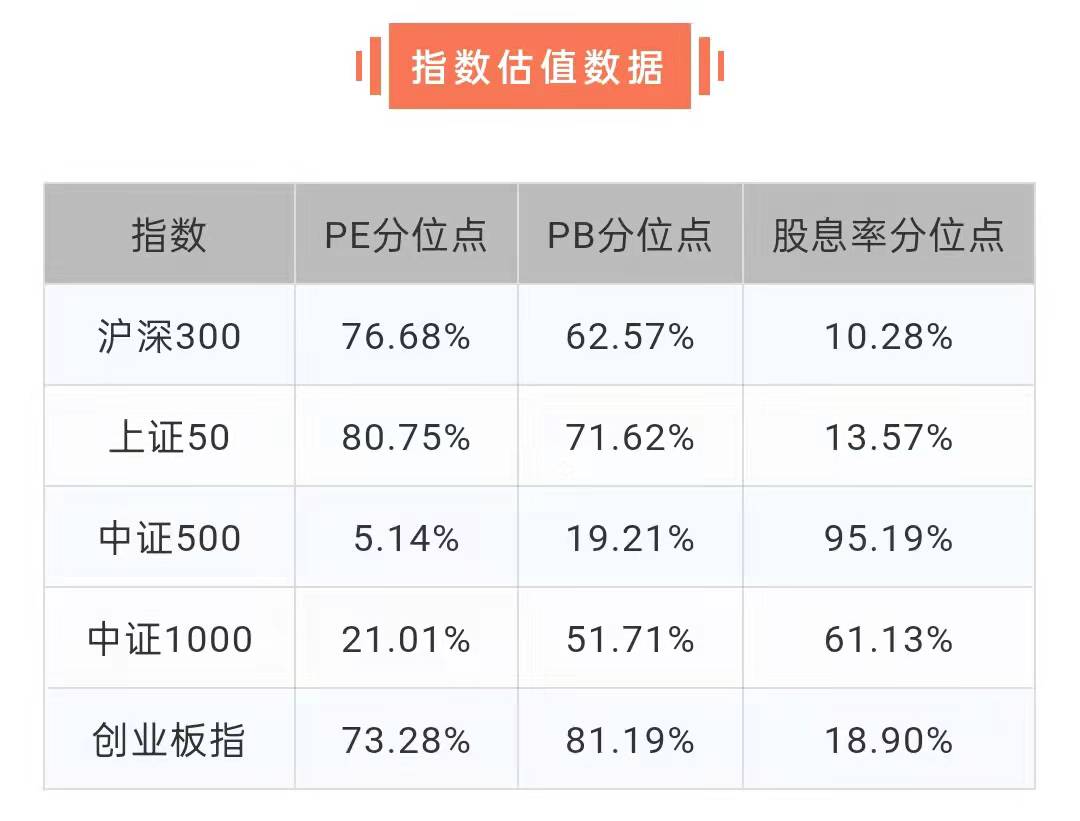 指数估值数据
指数 PE分位点 PB分位点 股息率分位点
沪深300 76.68% 62.57% 10.28%
上证50 80.75% 71.62% 13.57%
中证500 5.14% 19.21% 95.19%
中证1000 21.01% 51.71% 61.13%
创业板指 73.28% 81.19% 18.90%